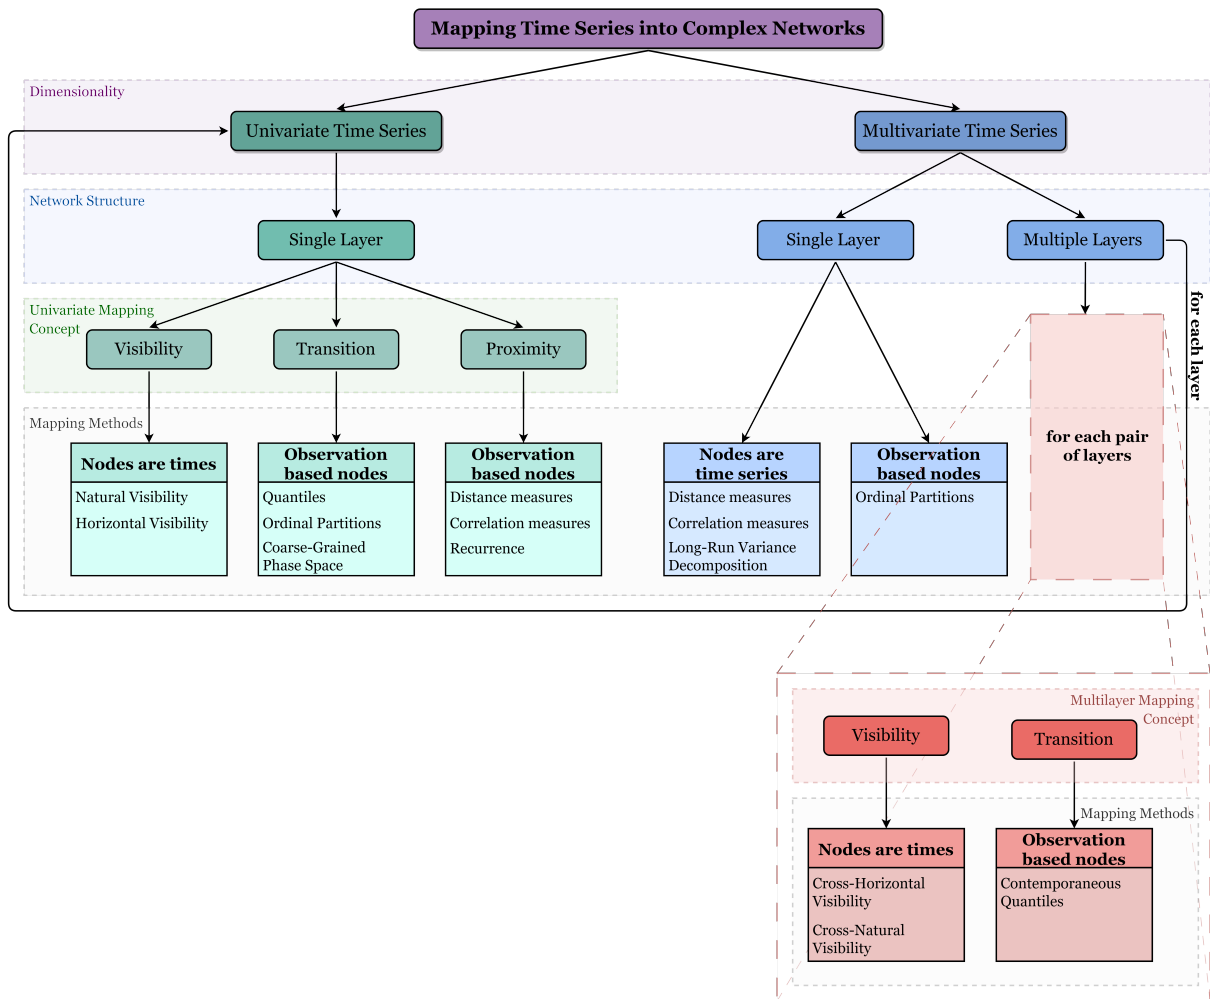 Mapping Time Series into Complex Networks
Dimensionality
Univariate Time Series
Multivariate Time Series
Network Structure
Single Layer
Single Layer
Multiple Layers
for each layer
Univariate Mapping
Concept
Visibility
Transition
Proximity
for each pair
of layers
Mapping Methods
Nodes are times
Natural Visibility
Horizontal Visibility
Observation
based nodes
Quantiles
Ordinal Partitions
Coarse-Grained
Phase Space
Observation
based nodes
Distance measures
Correlation measures
Recurrence
Nodes are
time series
Distance measures
Correlation measures
Long-Run Variance
Decomposition
Observation
based nodes
Ordinal Partitions
Multilayer Mapping
Concept
Visibility
Transition
Mapping Methods
Nodes are times
Cross-Horizontal
Visibility
Cross-Natural
Visibility
Observation
based nodes
Contemporaneous
Quantiles